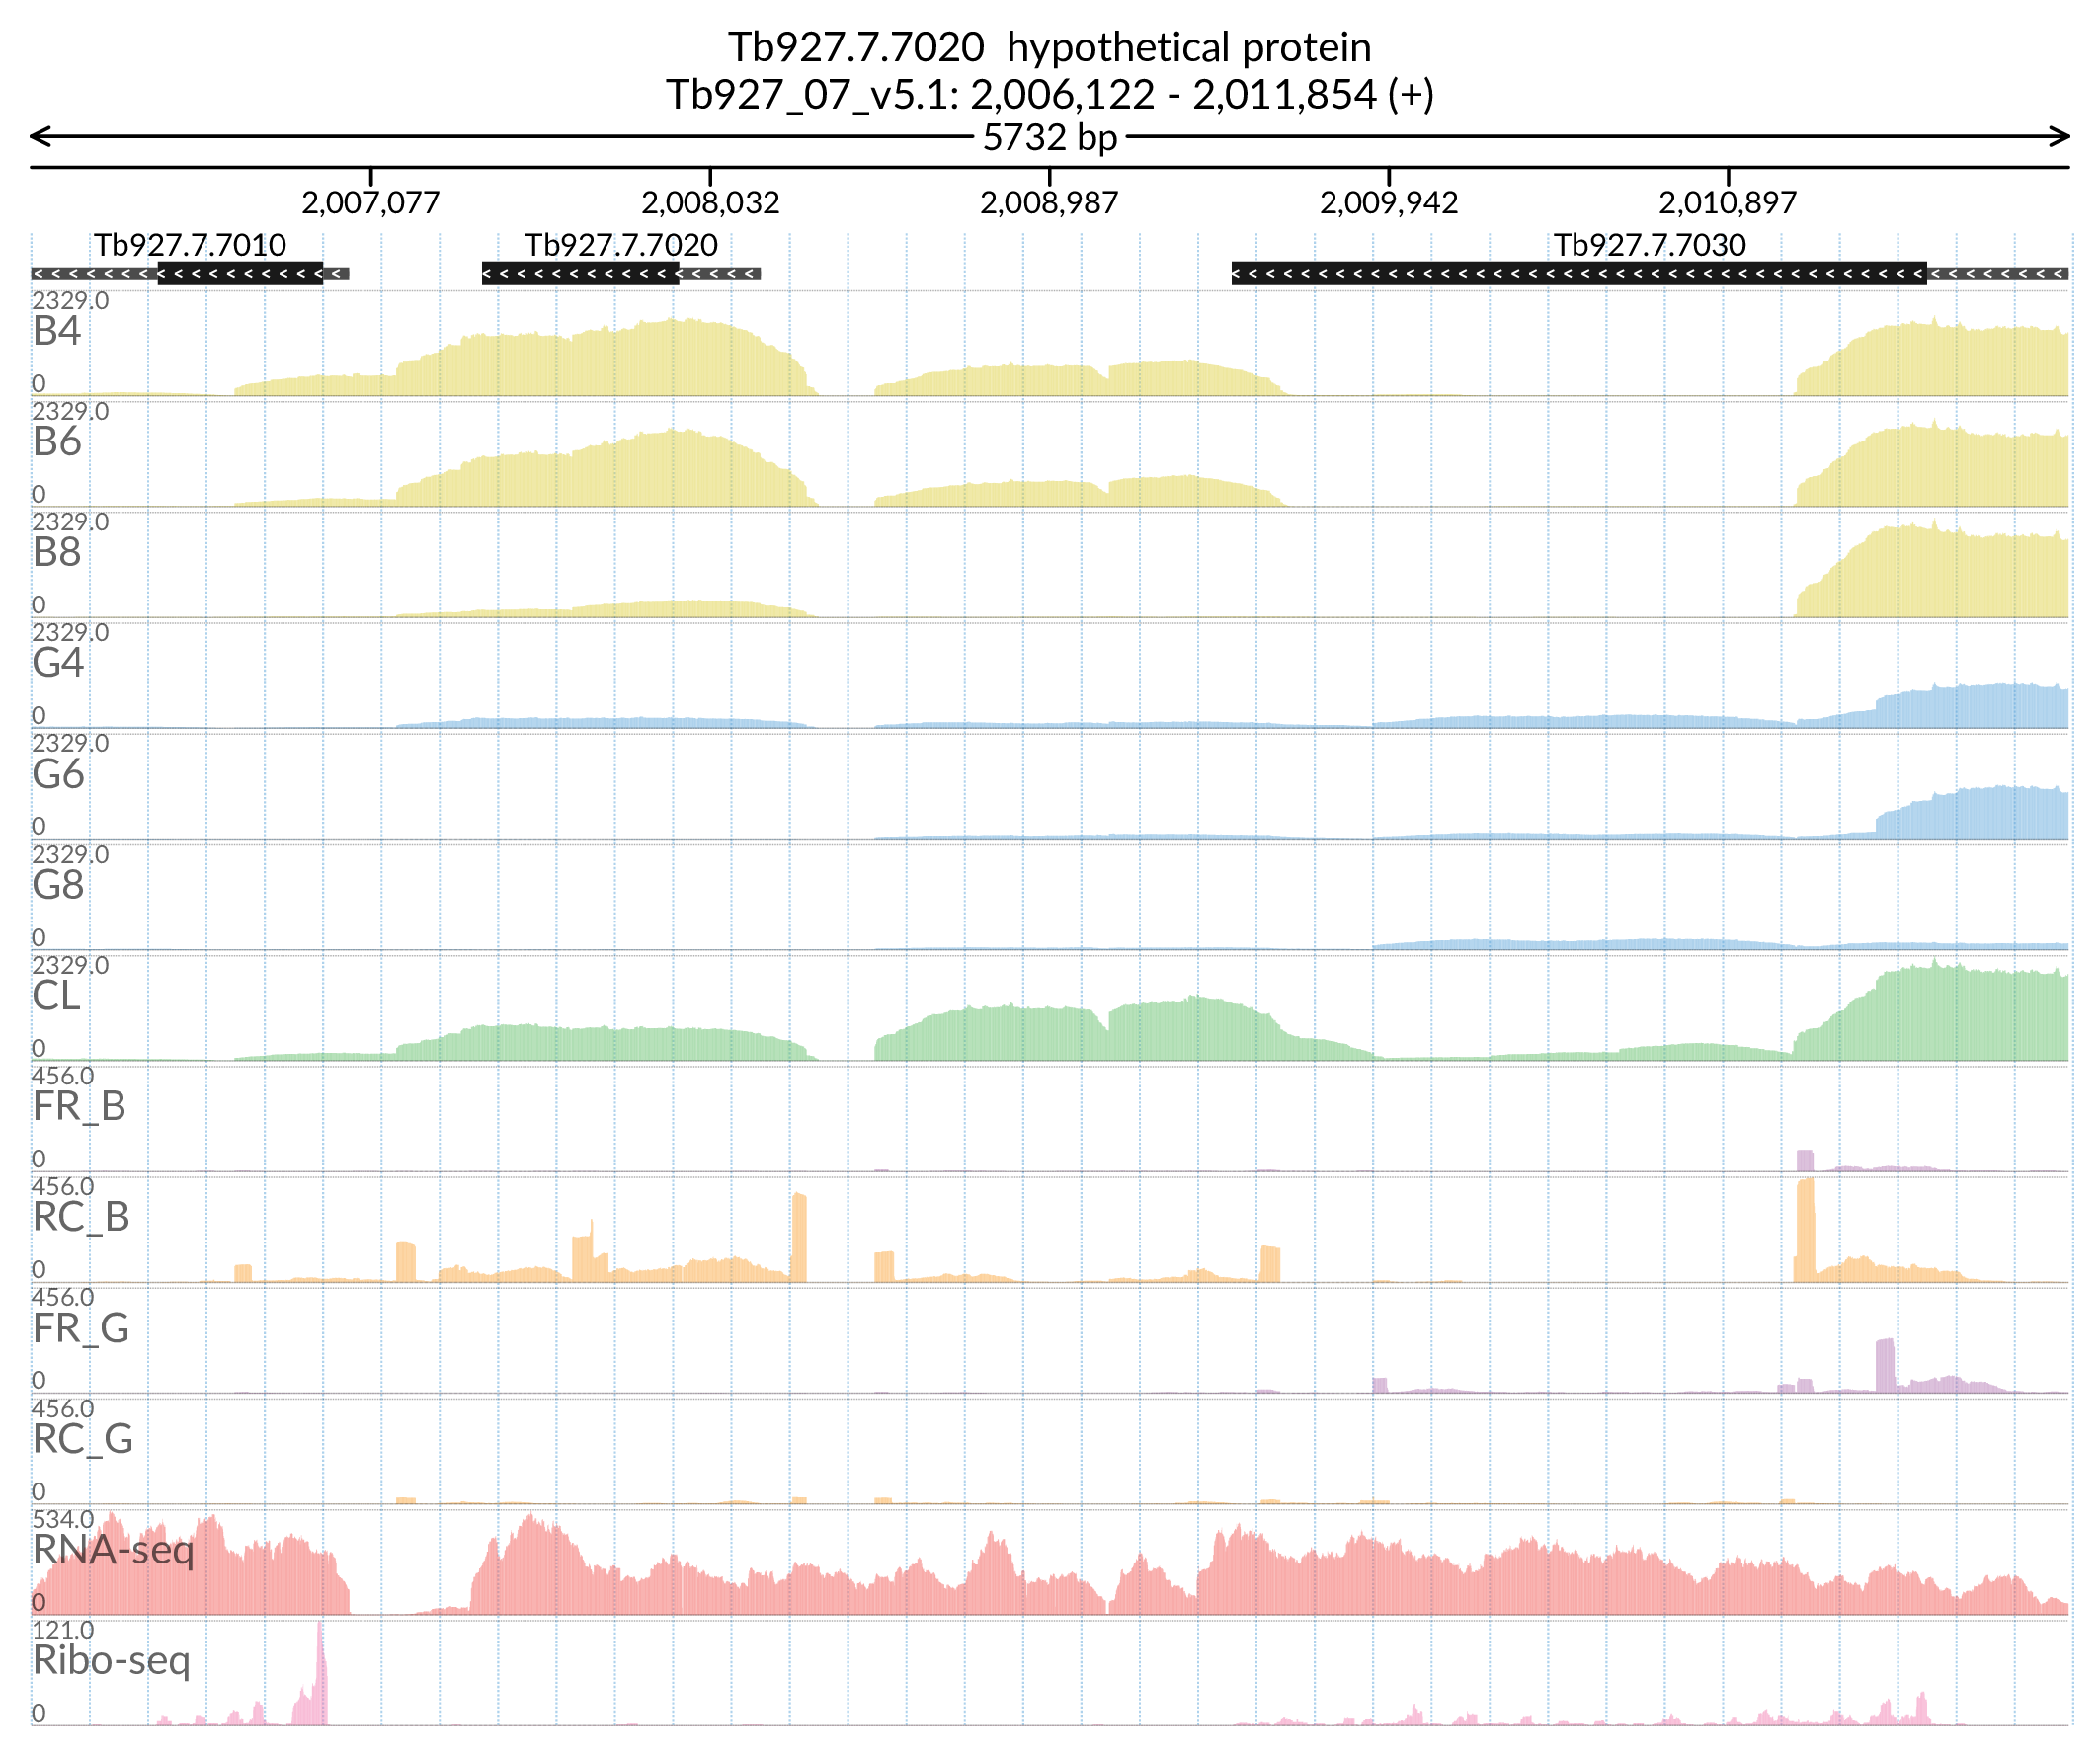 Tb927.7.7020  hypothetical protein
Tb927_07_v5.1: 2,006,122 - 2,011,854 (+)
5732 bp
2,007,077 2,008,032 2,008,987 2,009,942 2,010,897
Tb927.7.7010 Tb927.7.7020 Tb927.7.7030
2329.0
B4
0
2329.0
B6
0
2329.0
B8
0
2329.0
G4
0
2329.0
G6
0
2329.0
G8
0
2329.0
CL
0
456.0
FR_B
0
456.0
RC_B
0
456.0
FR_G
0
456.0
RC_G
0
534.0
RNA-seq
0
121.0
Ribo-seq
0